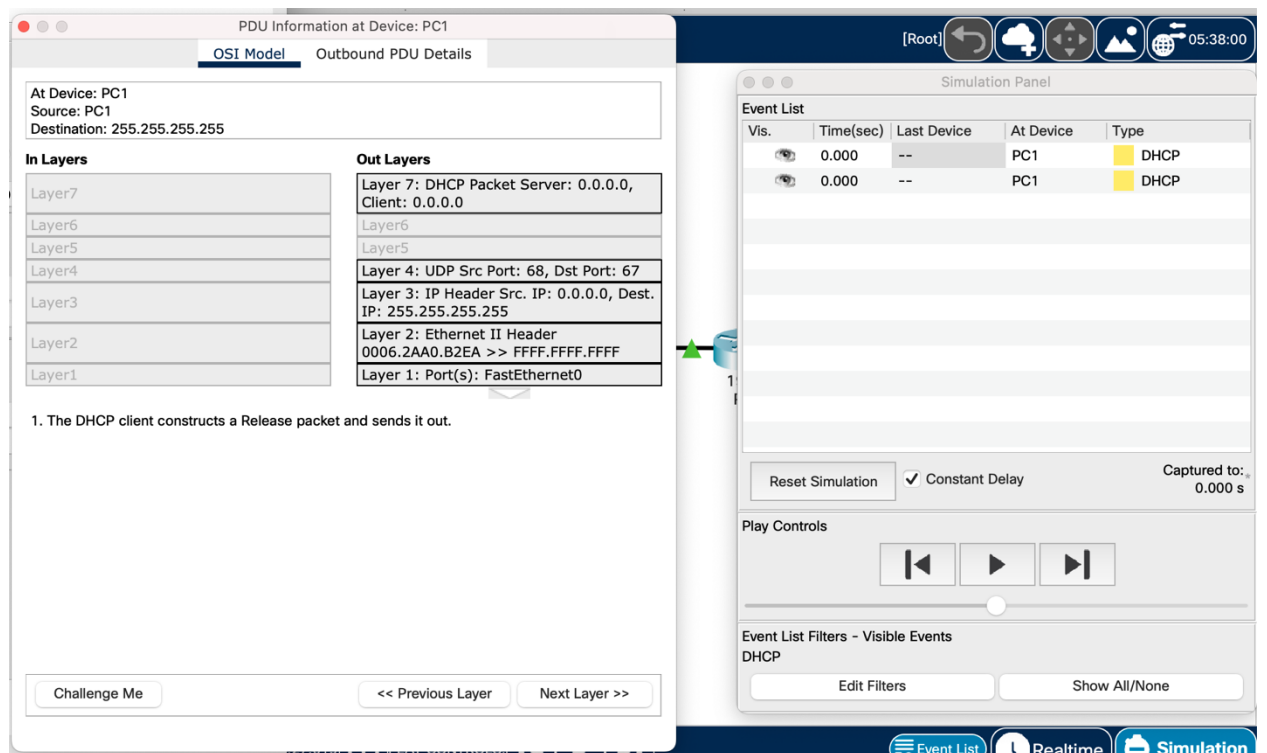 PDU Information at Device: PC1
OSI Model
Outbound PDU Details
At Device: PC1
Source: PC1
Destination: 255.255.255.255
In Layers
Layer7
Layer6
Layer5
Layer4
Layer3
Layer2
Layer1
Out Layers
Layer 7: DHCP Packet Server: 0.0.0.0,
Client: 0.0.0.0
Layer6
Layer5
Layer 4: UDP Src Port: 68, Dst Port: 67
Layer 3: IP Header Src. IP: 0.0.0.0, Dest.
IP: 255.255.255.255
Layer 2: Ethernet II Header
0006.2AA0.B2EA >> FFFF.FFFF.FFFF
Layer 1: Port(s): FastEthernet0
1. The DHCP client constructs a Release packet and sends it out.
Challenge Me
<< Previous Layer
Next Layer >>
[Root]
05:38:00
Simulation Panel
Event List
Vis. Time(sec) Last Device At Device Type
0.000 -- PC1 DHCP
0.000 -- PC1 DHCP
Reset Simulation
Constant Delay
Captured to:
0.000 s
Play Controls
Event List Filters - Visible Events
DHCP
Edit Filters
Show All/None
Event List
Realtime
Simulation